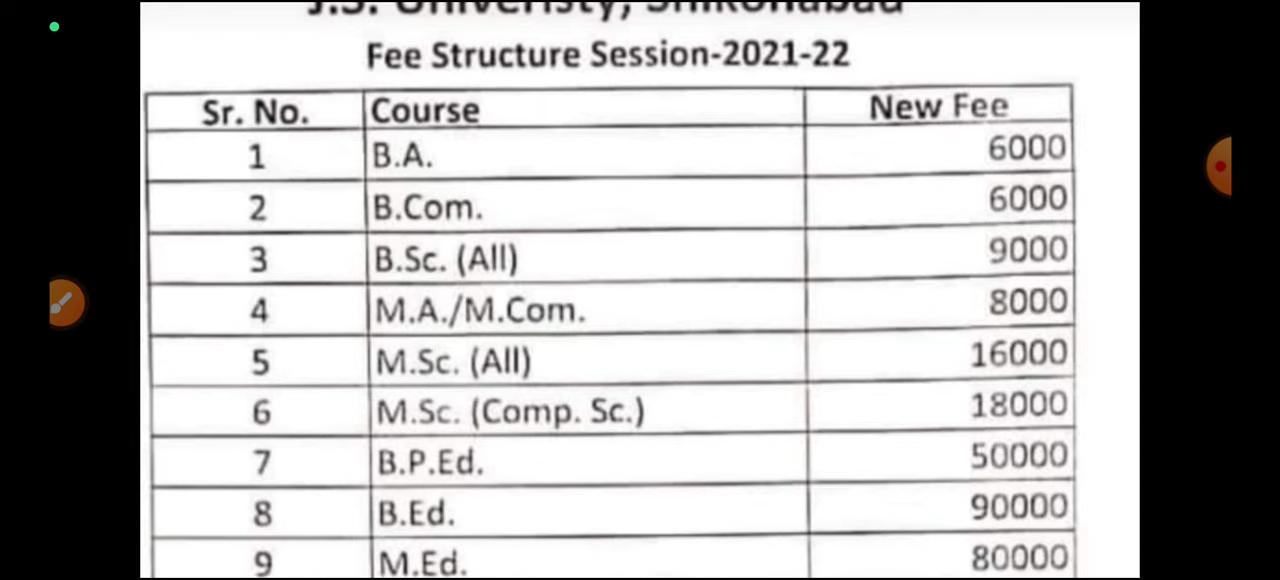 J.S. Univeristy, Shikohabad
Fee Structure Session-2021-22
Sr. No. Course New Fee
1 B.A. 6000
2 B.Com. 6000
3 B.Sc. (All) 9000
4 M.A./M.Com. 8000
5 M.Sc. (All) 16000
6 M.Sc. (Comp. Sc.) 18000
7 B.P.Ed. 50000
8 B.Ed. 90000
9 M.Ed. 80000